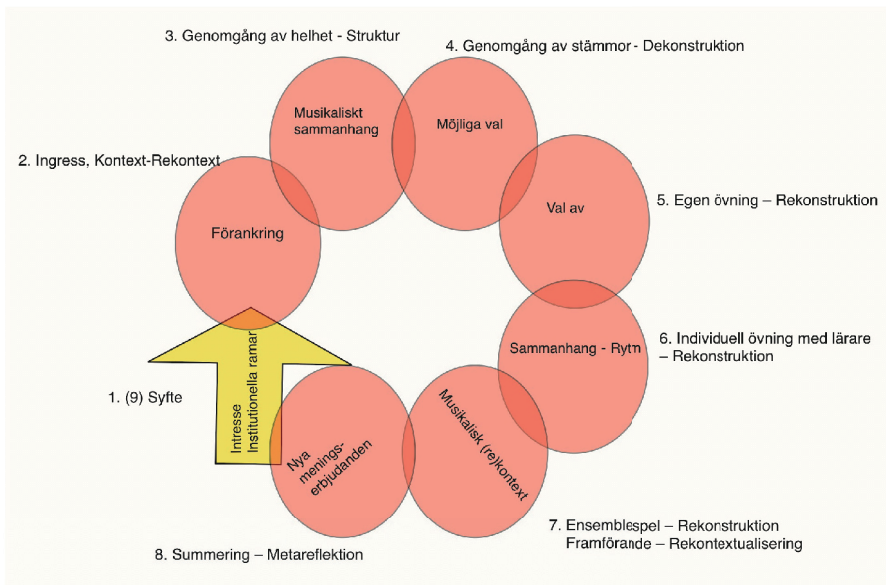 3. Genomgång av helhet - Struktur
4. Genomgång av stämmor - Dekonstruktion
Musikaliskt
sammanhang
Möjliga val
2. Ingress, Kontext-Rekontext
Förankring
Val av
5. Egen övning – Rekonstruktion
Sammanhang - Rytm
6. Individuell övning med lärare
– Rekonstruktion
1. (9) Syfte
Intresse
Institutionella ramar
Nya
menings-
erbjudanden
Musikalisk (re)kontext
7. Ensemblespel – Rekonstruktion
Framförande – Rekontextualisering
8. Summering – Metareflektion